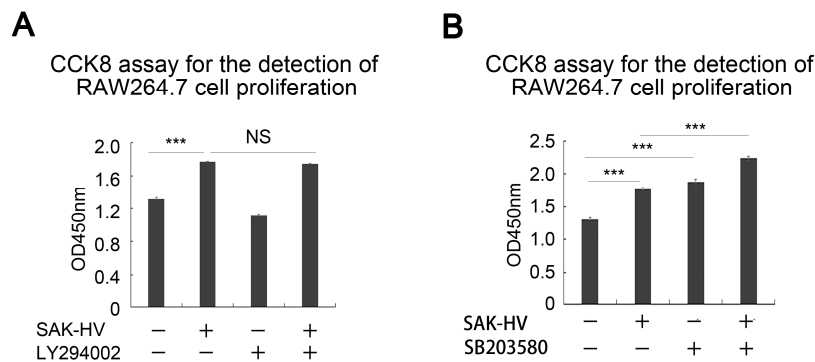 A
CCK8 assay for the detection of
RAW264.7 cell proliferation
*** NS
2.0
1.6
1.2
0.8
0.4
0
OD450nm
SAK-HV – + – +
LY294002 – – + +
B
CCK8 assay for the detection of
RAW264.7 cell proliferation
***
***
***
2.5
2.0
1.5
1.0
0.5
0
OD450nm
SAK-HV – + – +
SB203580 – – + +